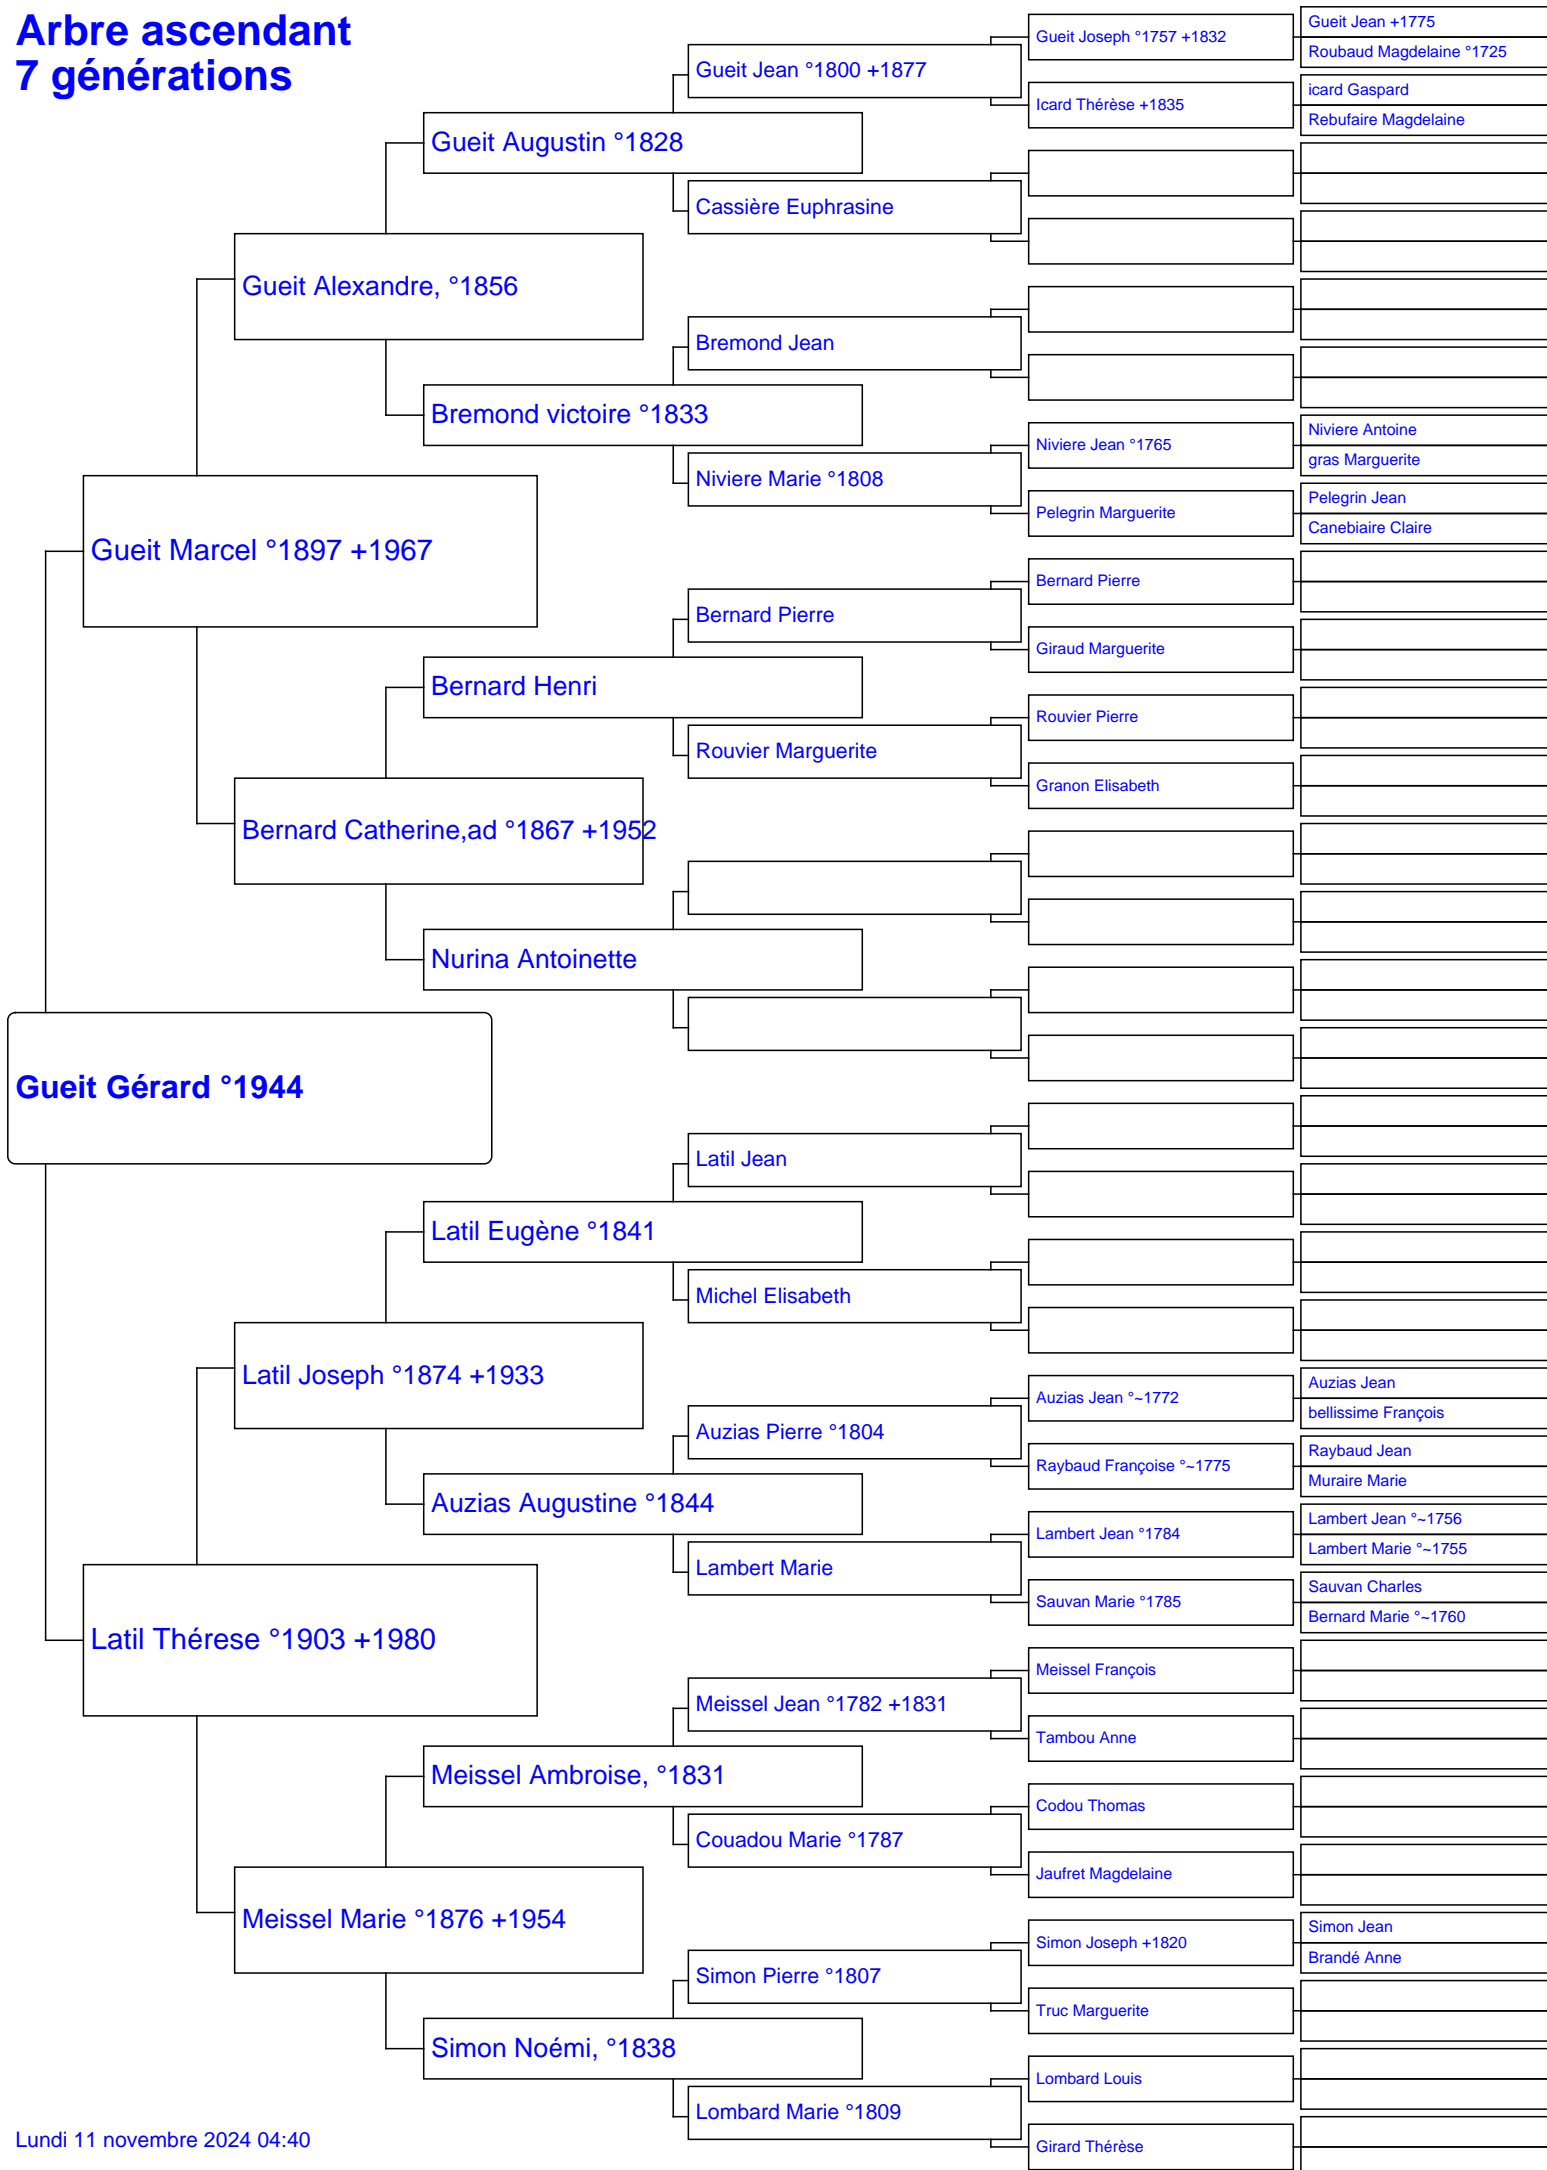 Arbre ascendant
7 générations
Gueit Gérard °1944
Gueit Marcel °1897 +1967
Latil Thérese °1903 +1980
Gueit Alexandre, °1856
Bernard Catherine,ad °1867 +1952
Latil Joseph °1874 +1933
Meissel Marie °1876 +1954
Gueit Augustin °1828
Bremond victoire °1833
Bernard Henri
Nurina Antoinette
Latil Eugène °1841
Auzias Augustine °1844
Meissel Ambroise, °1831
Simon Noémi, °1838
Gueit Jean °1800 +1877
Cassière Euphrasine
Bremond Jean
Niviere Marie °1808
Bernard Pierre
Rouvier Marguerite
Latil Jean
Michel Elisabeth
Auzias Pierre °1804
Lambert Marie
Meissel Jean °1782 +1831
Couadou Marie °1787
Simon Pierre °1807
Lombard Marie °1809
Gueit Joseph °1757 +1832
Icard Thérèse +1835
Niviere Jean °1765
Pelegrin Marguerite
Bernard Pierre
Giraud Marguerite
Rouvier Pierre
Granon Elisabeth
Auzias Jean °~1772
Raybaud Françoise °~1775
Lambert Jean °1784
Sauvan Marie °1785
Meissel François
Tambou Anne
Codou Thomas
Jaufret Magdelaine
Simon Joseph +1820
Truc Marguerite
Lombard Louis
Girard Thérèse
Gueit Jean +1775
Roubaud Magdelaine °1725
icard Gaspard
Rebufaire Magdelaine
Niviere Antoine
gras Marguerite
Pelegrin Jean
Canebiaire Claire
Auzias Jean
bellissime François
Raybaud Jean
Muraire Marie
Lambert Jean °~1756
Lambert Marie °~1755
Sauvan Charles
Bernard Marie °~1760
Simon Jean
Brandé Anne
Lundi 11 novembre 2024 04:40